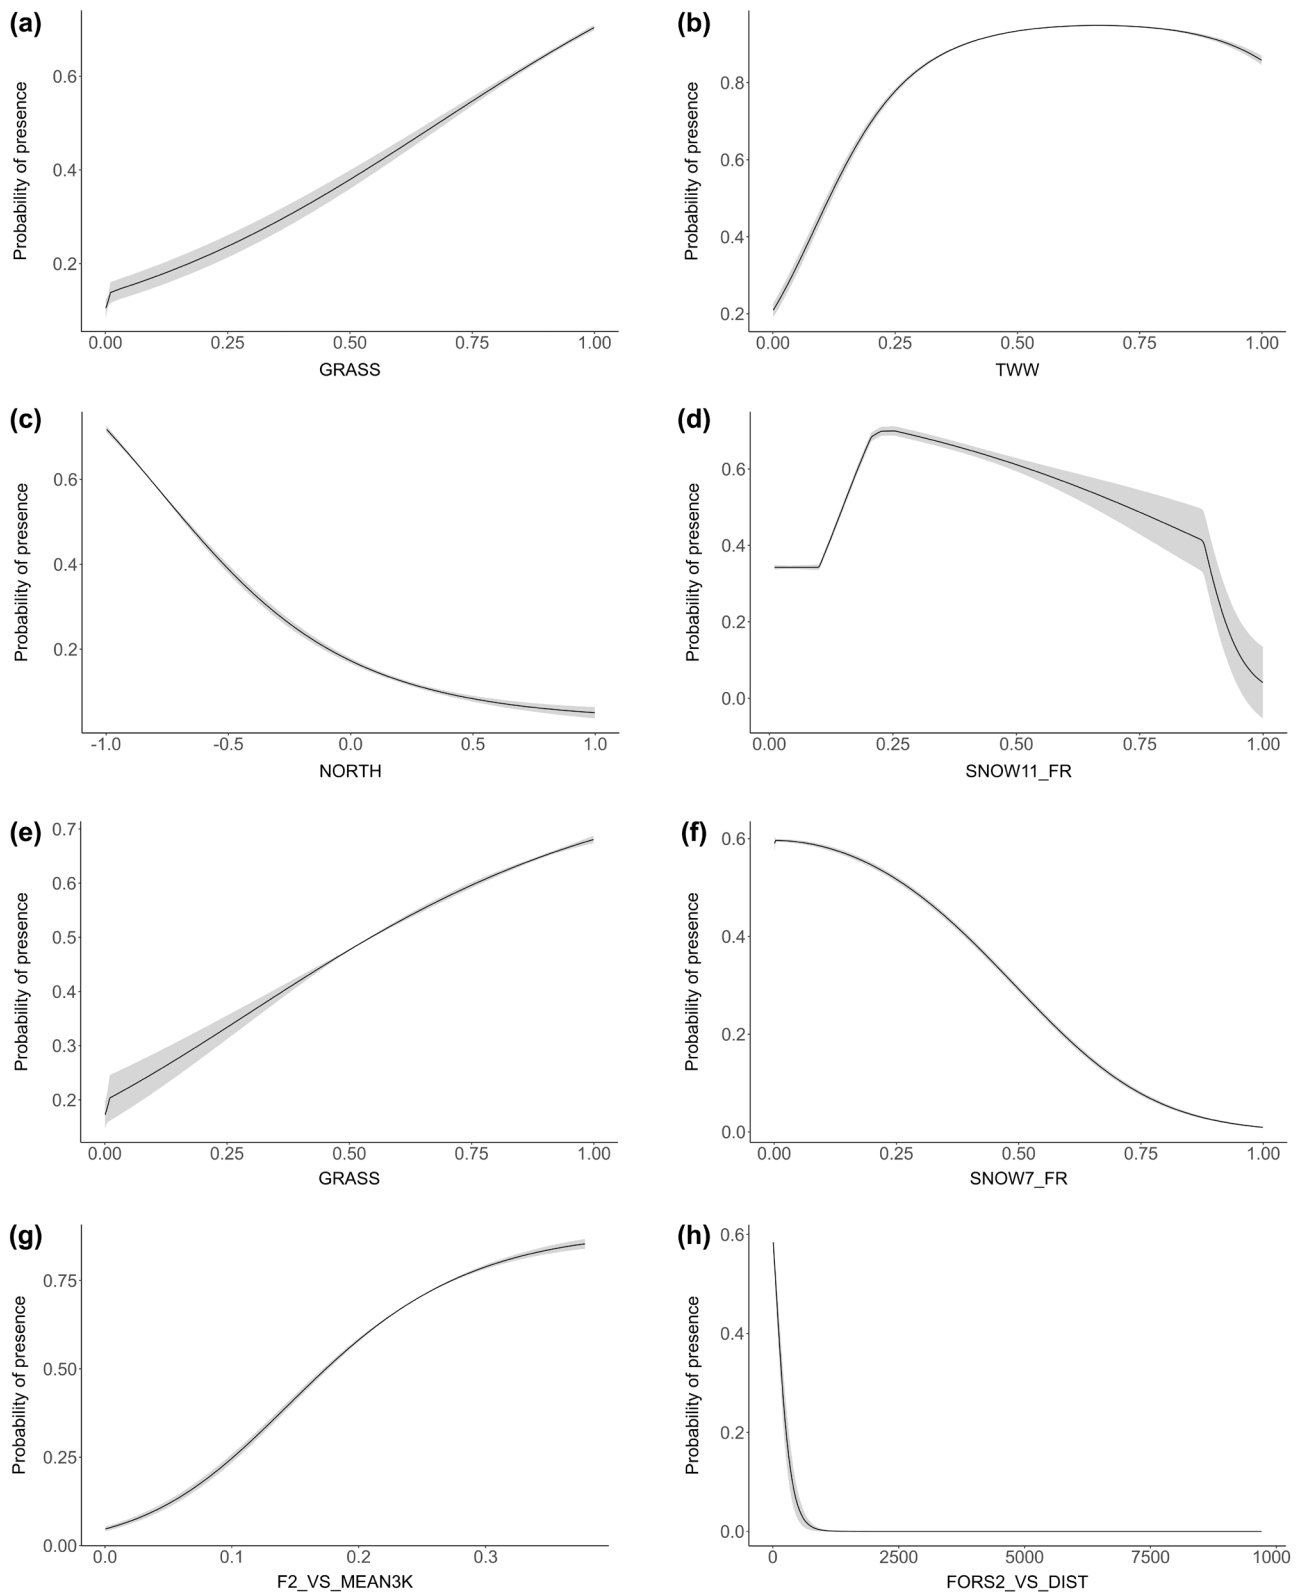 (a)
Probability of presence
0.6
0.4
0.2
0.00 0.25 0.50 0.75 1.00
GRASS
(b)
Probability of presence
0.8
0.6
0.4
0.2
0.00 0.25 0.50 0.75 1.00
TWW
(c)
Probability of presence
0.6
0.4
0.2
-1.0 -0.5 0.0 0.5 1.0
NORTH
(d)
Probability of presence
0.6
0.4
0.2
0.0
0.00 0.25 0.50 0.75 1.00
SNOW11_FR
(e)
Probability of presence
0.7
0.6
0.5
0.4
0.3
0.2
0.00 0.25 0.50 0.75 1.00
GRASS
(f)
Probability of presence
0.6
0.4
0.2
0.0
0.00 0.25 0.50 0.75 1.00
SNOW7_FR
(g)
Probability of presence
0.75
0.50
0.25
0.00
0.0 0.1 0.2 0.3
F2_VS_MEAN3K
(h)
Probability of presence
0.6
0.4
0.2
0.0
0 2500 5000 7500 1000
FORS2_VS_DIST